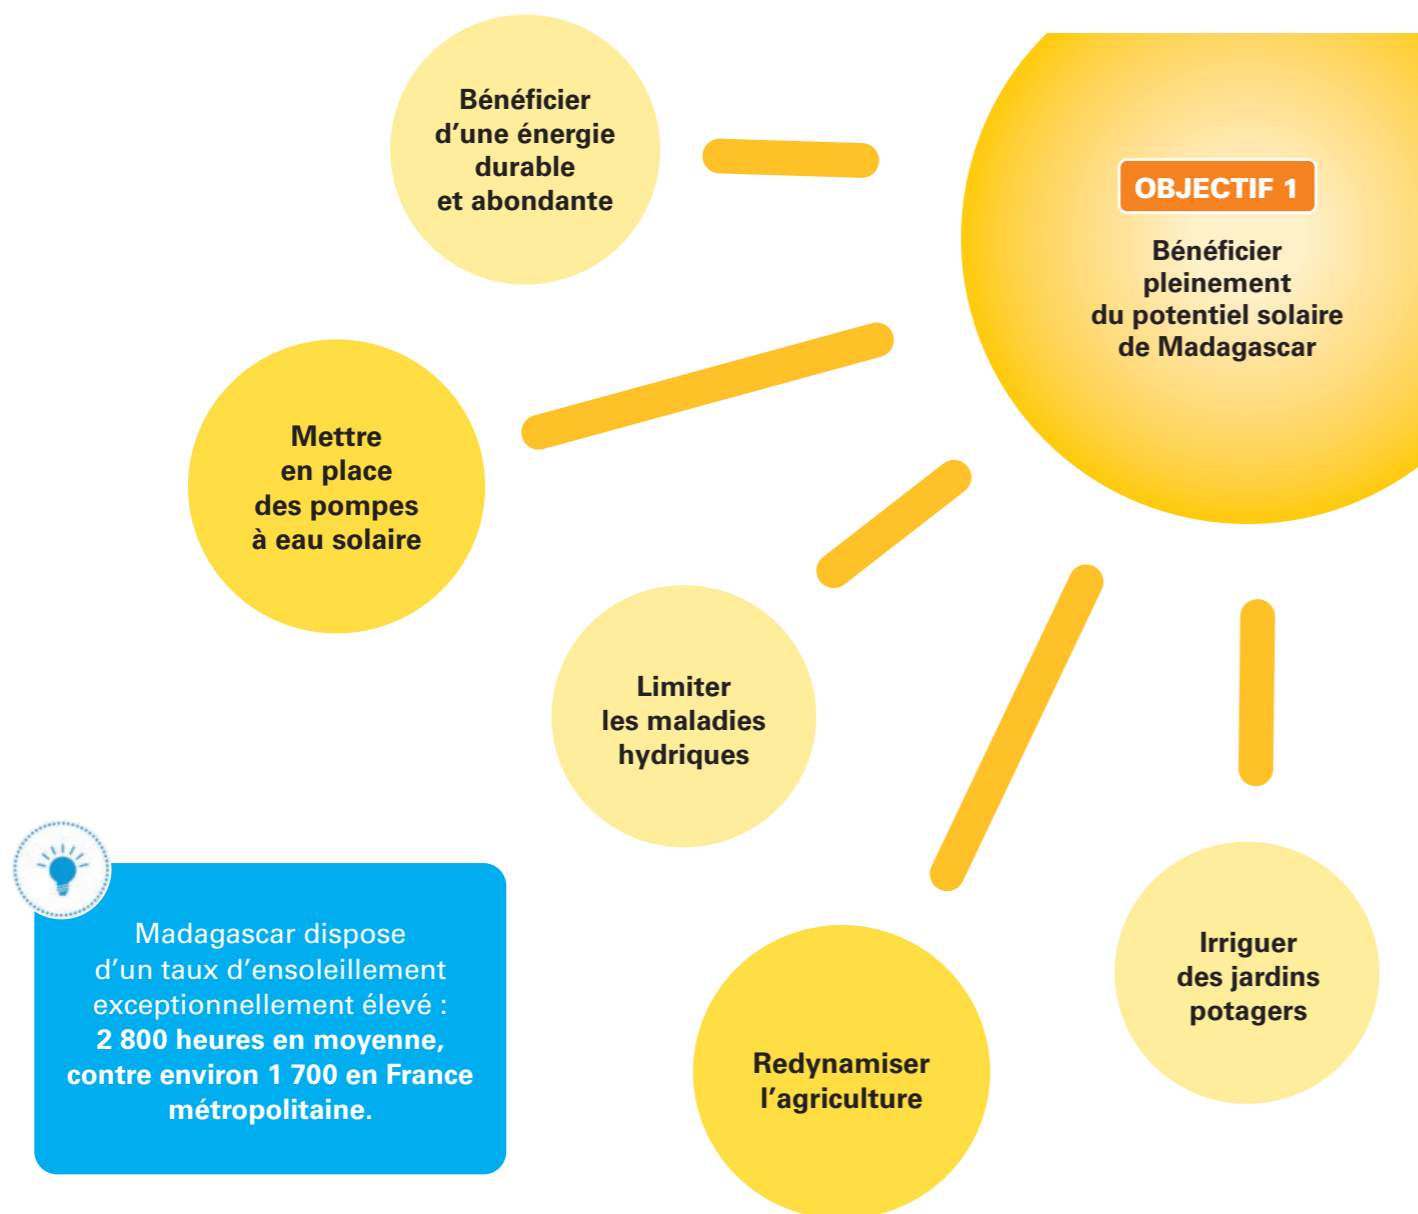 Bénéficier
d’une énergie
durable
et abondante
OBJECTIF 1
Bénéficier
pleinement
du potentiel solaire
de Madagascar
Mettre
en place
des pompes
à eau solaire
Limiter
les maladies
hydriques
Irriguer
des jardins
potagers
Redynamiser
l’agriculture
Madagascar dispose
d’un taux d’ensoleillement
exceptionnellement élevé :
2 800 heures en moyenne,
contre environ 1 700 en France
métropolitaine.